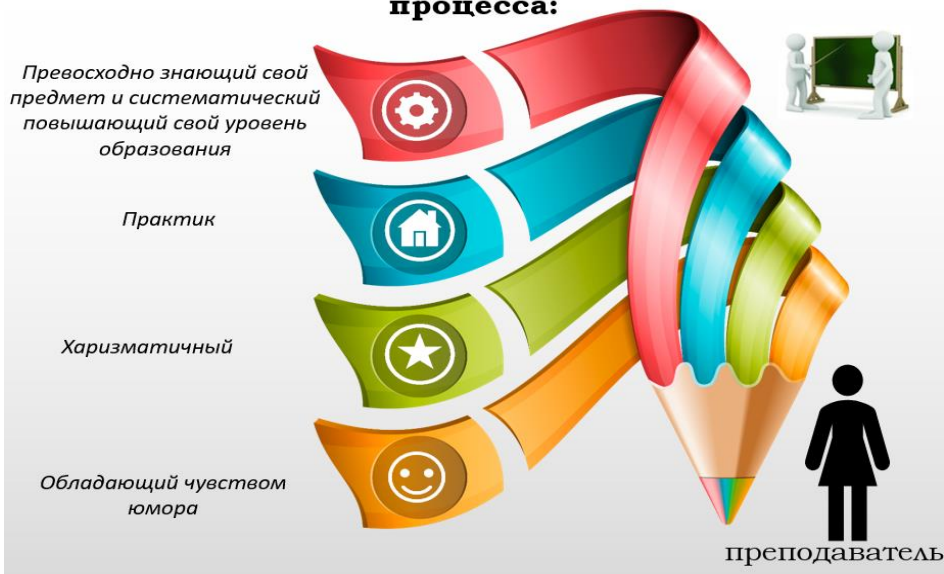 процесса:
Превосходно знающий свой
предмет и систематический
повышающий свой уровень
образования
Практик
Харизматичный
Обладающий чувством
юмора
преподаватель